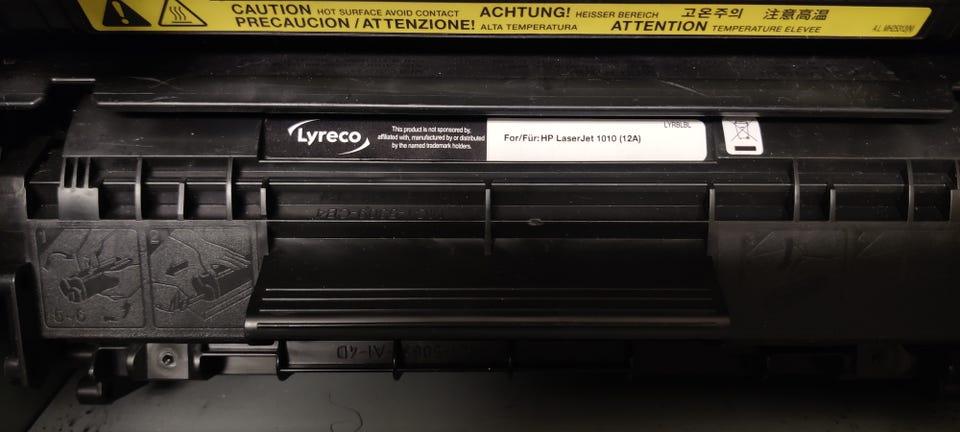 CAUTION HOT SURFACE AVOID CONTACT ACHTUNG! HEISSER BEREICH 고온주의 注意高温
PRECAUCION / ATTENZIONE! ALTA TEMPERATURA ATTENTION TEMPERATURE ELEVEE
Lyreco
This product is not sponsored by,
affiliated with, manufactured by or distributed
by the named trademark holders.
LYRBLBL
For/Für: HP LaserJet 1010 (12A)